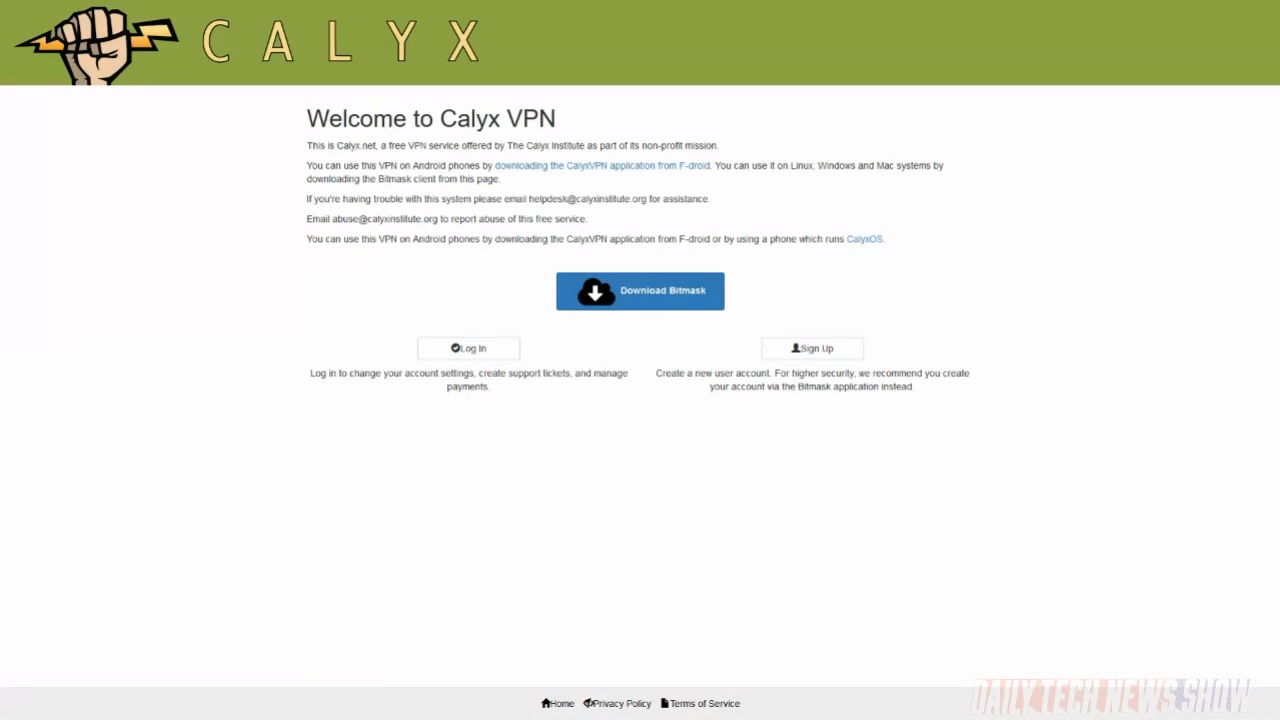 C A L Y X
Welcome to Calyx VPN
This is Calyx.net, a free VPN service offered by The Calyx Institute as part of its non-profit mission.
You can use this VPN on Android phones by downloading the CalyxVPN application from F-droid. You can use it on Linux, Windows and Mac systems by
downloading the Bitmask client from this page.
If you're having trouble with this system please email helpdesk@calyxinstitute.org for assistance.
Email abuse@calyxinstitute.org to report abuse of this free service.
You can use this VPN on Android phones by downloading the CalyxVPN application from F-droid or by using a phone which runs CalyxOS.
Download Bitmask
Log In
Sign Up
Log in to change your account settings, create support tickets, and manage
payments.
Create a new user account. For higher security, we recommend you create
your account via the Bitmask application instead.
Home Privacy Policy Terms of Service
DAILY TECH NEWS SHOW